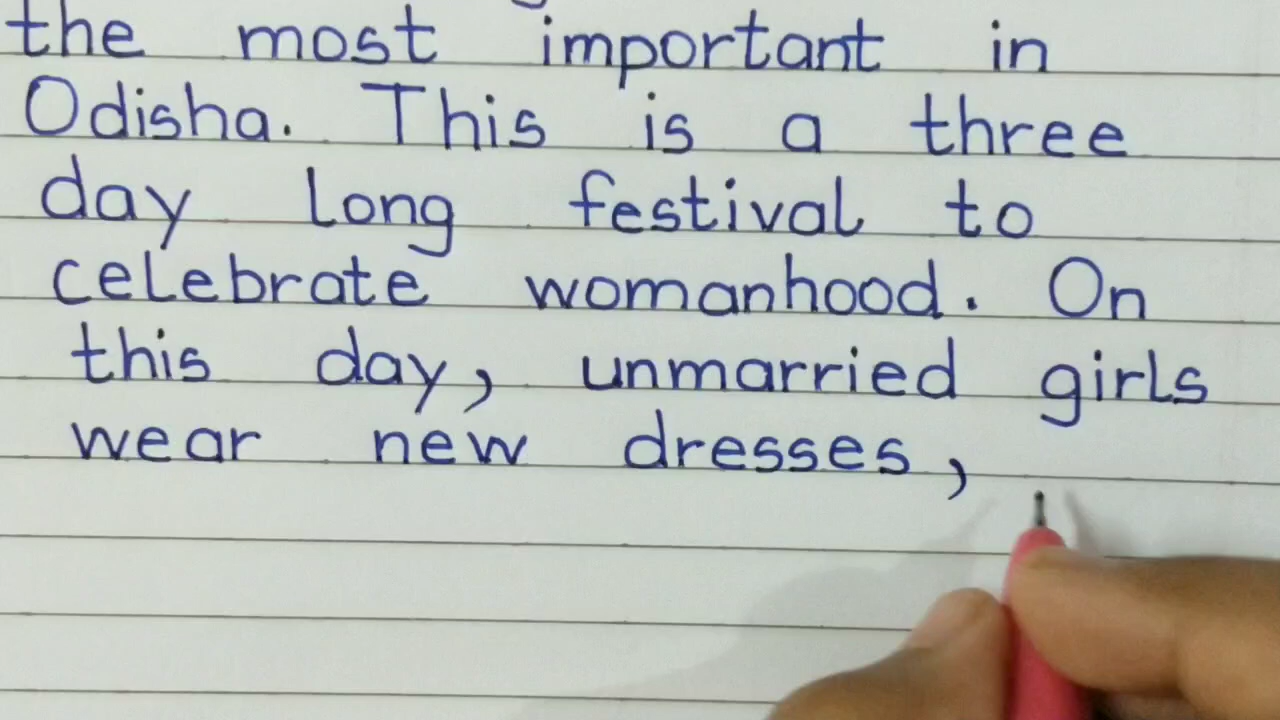 the most important in
Odisha. This is a three
day long festival to
celebrate womanhood. On
this day, unmarried girls
wear new dresses,